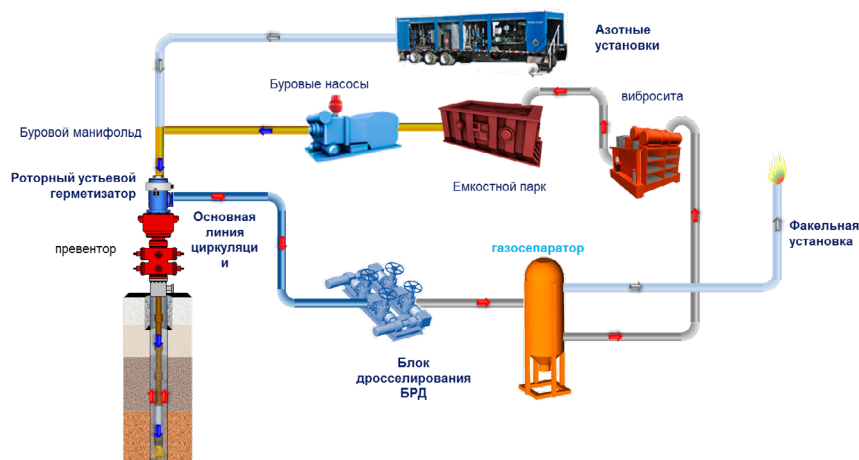 Азотные
установки
Буровые насосы
вибросита
Буровой манифольд
Роторный устьевой
герметизатор
Емкостной парк
Основная
линия
циркуляци
и
превентор
газосепаратор
Факельная
установка
Блок
дросселирования
БРД